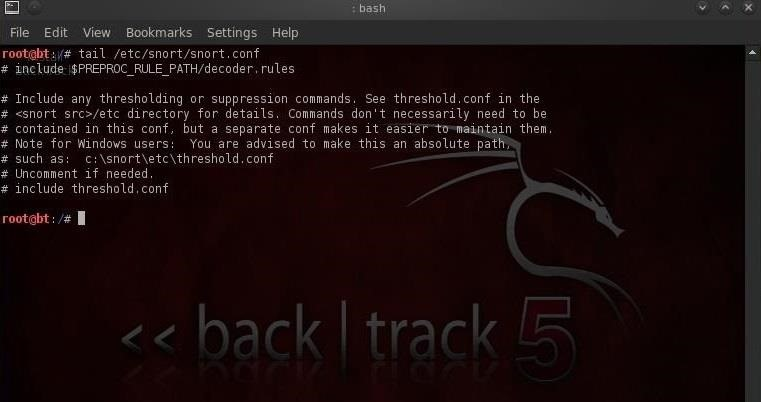 : bash
File Edit View Bookmarks Settings Help
root@bt:/# tail /etc/snort/snort.conf
# include $PREPROC_RULE_PATH/decoder.rules
# Include any thresholding or suppression commands. See threshold.conf in the
# <snort src>/etc directory for details. Commands don't necessarily need to be
# contained in this conf, but a separate conf makes it easier to maintain them.
# Note for Windows users:  You are advised to make this an absolute path,
# such as:  c:\snort\etc\threshold.conf
# Uncomment if needed.
# include threshold.conf
root@bt:/#
<< back | track 5